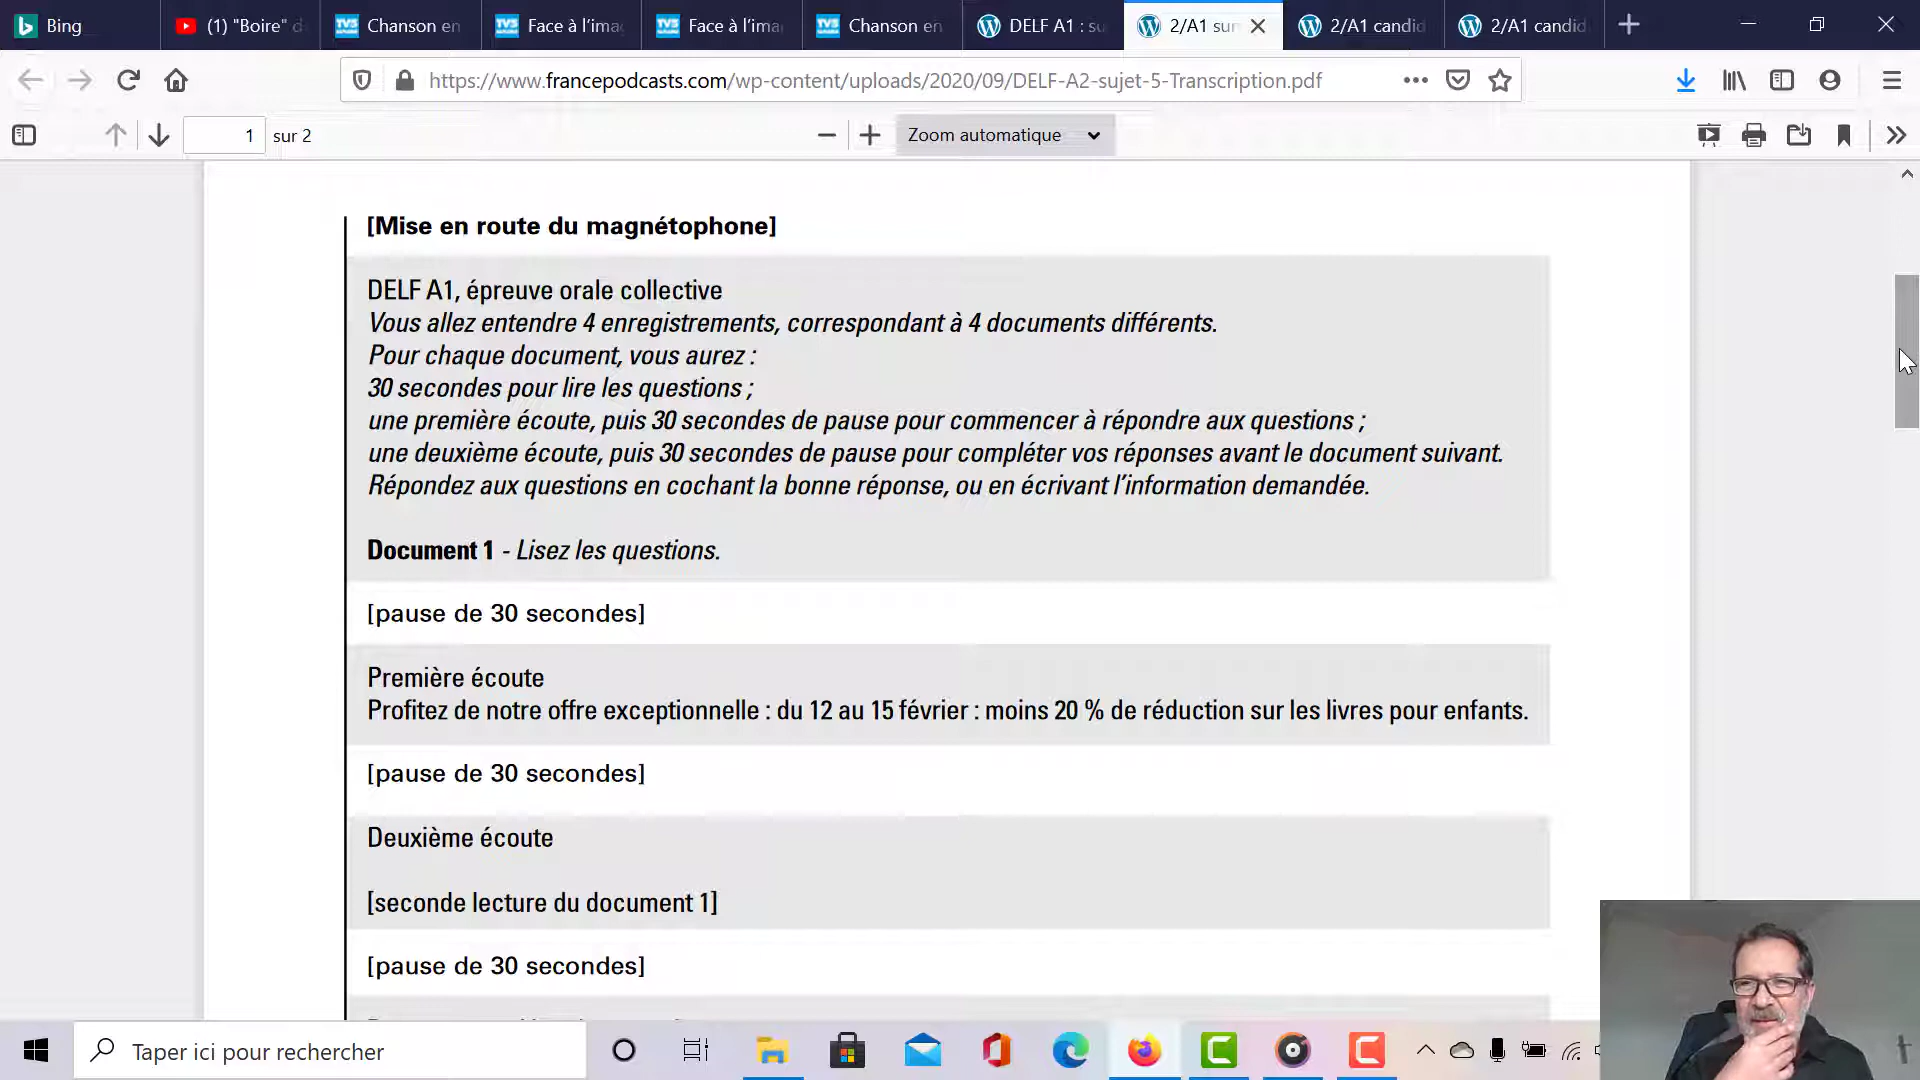 Bing
(1) "Boire" d
Chanson en
Face à l'ima
Face à l'ima
Chanson en
DELF A1 : su
2/A1 sur
2/A1 candid
2/A1 candid
https://www.francepodcasts.com/wp-content/uploads/2020/09/DELF-A2-sujet-5-Transcription.pdf
1 sur 2
Zoom automatique
[Mise en route du magnétophone]
DELF A1, épreuve orale collective
Vous allez entendre 4 enregistrements, correspondant à 4 documents différents.
Pour chaque document, vous aurez :
30 secondes pour lire les questions ;
une première écoute, puis 30 secondes de pause pour commencer à répondre aux questions ;
une deuxième écoute, puis 30 secondes de pause pour compléter vos réponses avant le document suivant.
Répondez aux questions en cochant la bonne réponse, ou en écrivant l'information demandée.
Document 1 - Lisez les questions.
[pause de 30 secondes]
Première écoute
Profitez de notre offre exceptionnelle : du 12 au 15 février : moins 20 % de réduction sur les livres pour enfants.
[pause de 30 secondes]
Deuxième écoute
[seconde lecture du document 1]
[pause de 30 secondes]
Taper ici pour rechercher